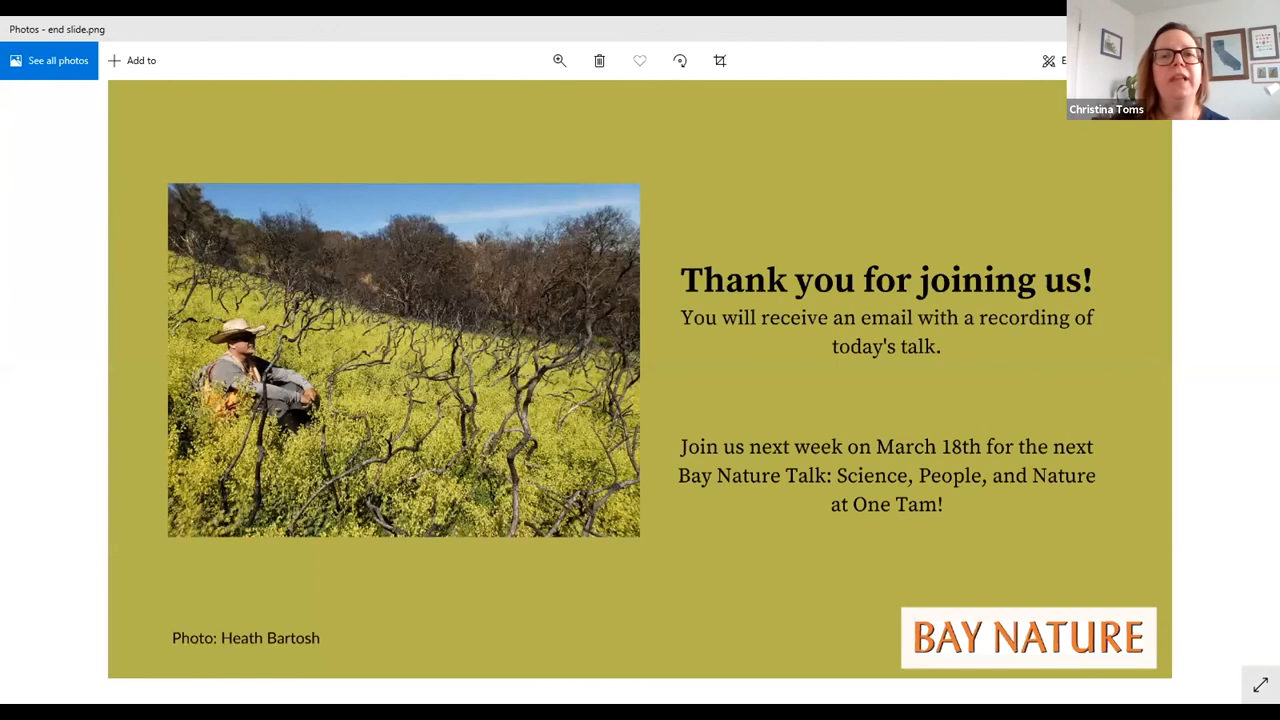 Photos - end slide.png
See all photos
Add to
E
Christina Toms
Thank you for joining us!
You will receive an email with a recording of
today's talk.
Join us next week on March 18th for the next
Bay Nature Talk: Science, People, and Nature
at One Tam!
Photo: Heath Bartosh
BAY NATURE